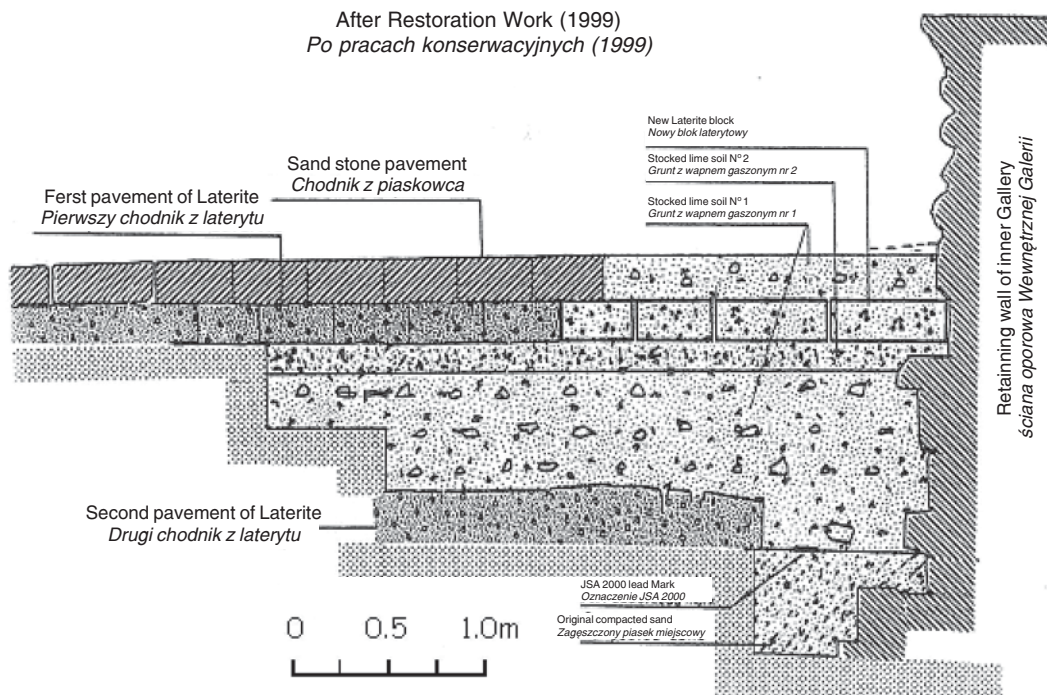 After Restoration Work (1999)
Po pracach konserwacyjnych (1999)
New Laterite block
Nowy blok laterytowy
Stocked lime soil N° 2
Grunt z wapnem gaszonym nr 2
Stocked lime soil N° 1
Grunt z wapnem gaszonym nr 1
Sand stone pavement
Chodnik z piaskowca
Ferst pavement of Laterite
Pierwszy chodnik z laterytu
Retanning wall of inner Gallery
ściana oporowa Wewnętrznej Galerii
Second pavement of Laterite
Drugi chodnik z laterytu
JSA 2000 lead Mark
Oznaczenie JSA 2000
Original compacted sand
Zagęszczony piasek miejscowy
0 0.5 1.0m